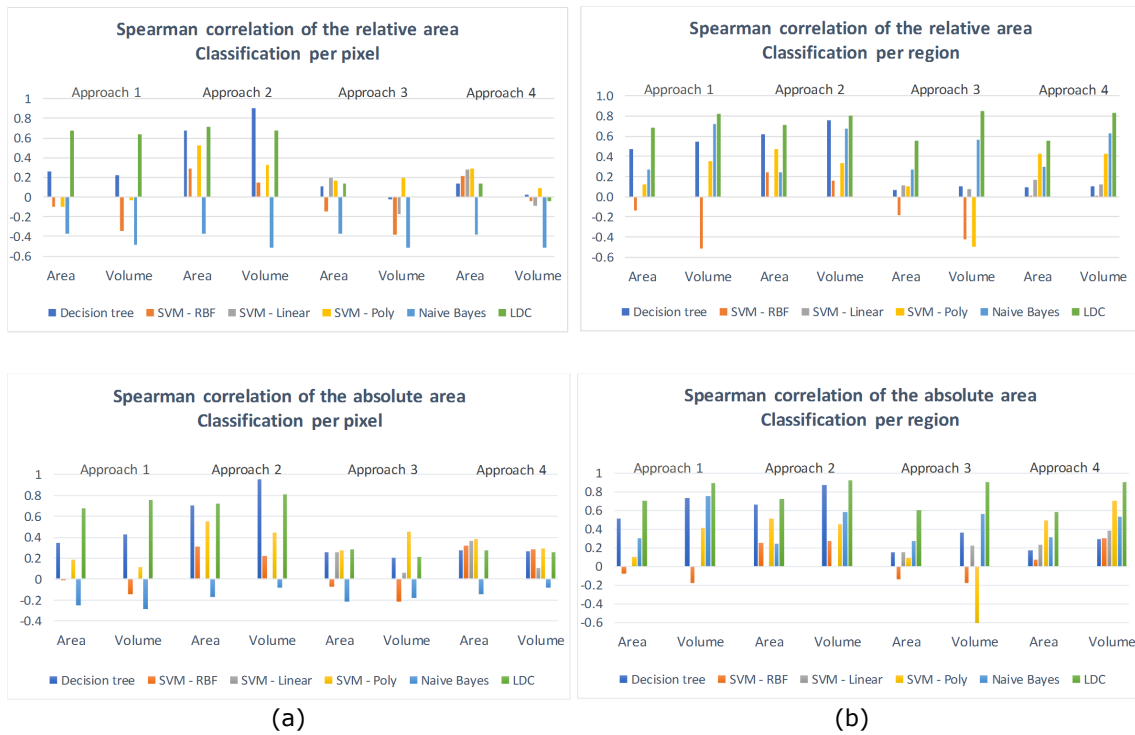 Spearman correlation of the relative area
Classification per pixel
Approach 1 Approach 2 Approach 3 Approach 4
1
0.8
0.6
0.4
0.2
0
-0.2
-0.4
-0.6
Area Volume Area Volume Area Volume Area Volume
Decision tree SVM - RBF SVM - Linear SVM - Poly Naive Bayes LDC
Spearman correlation of the relative area
Classification per region
Approach 1 Approach 2 Approach 3 Approach 4
1.0
0.8
0.6
0.4
0.2
0
-0.2
-0.4
-0.6
Area Volume Area Volume Area Volume Area Volume
Decision tree SVM - RBF SVM - Linear SVM - Poly Naive Bayes LDC
Spearman correlation of the absolute area
Classification per pixel
Approach 1 Approach 2 Approach 3 Approach 4
1
0.8
0.6
0.4
0.2
0
-0.2
-0.4
Area Volume Area Volume Area Volume Area Volume
Decision tree SVM - RBF SVM - Linear SVM - Poly Naive Bayes LDC
(a)
Spearman correlation of the absolute area
Classification per region
Approach 1 Approach 2 Approach 3 Approach 4
1
0.8
0.6
0.4
0.2
0
-0.2
-0.4
-0.6
Area Volume Area Volume Area Volume Area Volume
Decision tree SVM - RBF SVM - Linear SVM - Poly Naive Bayes LDC
(b)